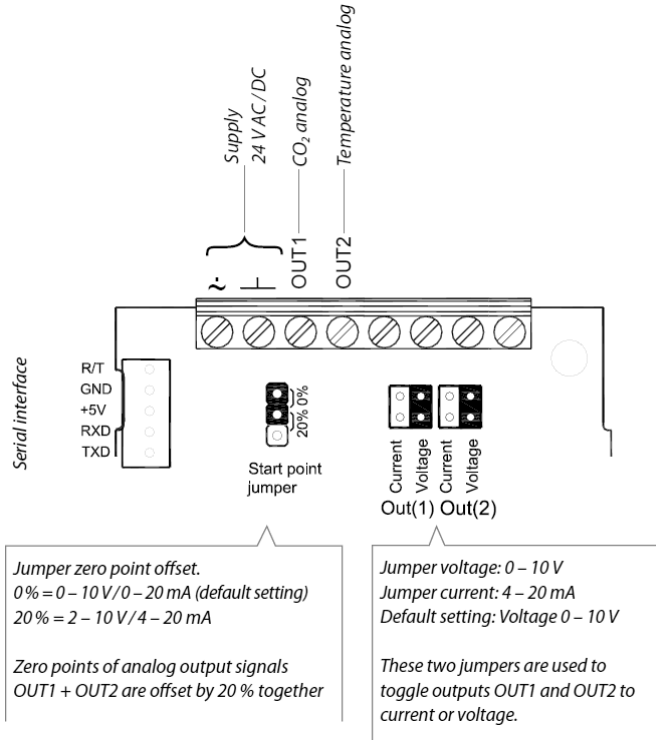 Supply
24 V AC / DC
CO₂ analog
Temperature analog
OUT1
OUT2
Serial interface
R/T
GND
+5V
RXD
TXD
20% 0%
Start point
jumper
Current
Voltage
Current
Voltage
Out(1) Out(2)
Jumper zero point offset.
0 % = 0 – 10 V / 0 – 20 mA (default setting)
20 % = 2 – 10 V / 4 – 20 mA
Zero points of analog output signals
OUT1 + OUT2 are offset by 20 % together
Jumper voltage: 0 – 10 V
Jumper current: 4 – 20 mA
Default setting: Voltage 0 – 10 V
These two jumpers are used to
toggle outputs OUT1 and OUT2 to
current or voltage.